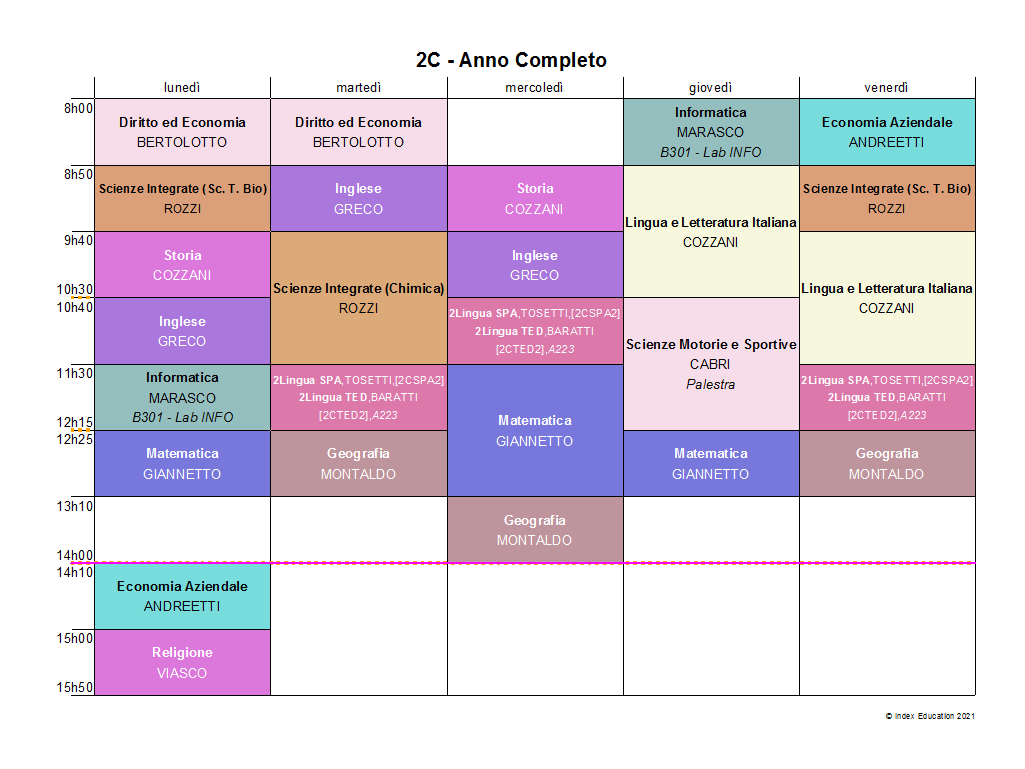 2C - Anno Completo
lunedì martedì mercoledì giovedì venerdì
8h00
Diritto ed Economia
BERTOLOTTO
Diritto ed Economia
BERTOLOTTO
Informatica
MARASCO
B301 - Lab INFO
Economia Aziendale
ANDREETTI
8h50
Scienze Integrate (Sc. T. Bio)
ROZZI
Inglese
GRECO
Storia
COZZANI
Lingua e Letteratura Italiana
COZZANI
Scienze Integrate (Sc. T. Bio)
ROZZI
9h40
Storia
COZZANI
Scienze Integrate (Chimica)
ROZZI
Inglese
GRECO
Lingua e Letteratura Italiana
COZZANI
10h30
10h40
Inglese
GRECO
2Lingua SPA,TOSETTI,[2CSPA2]
2Lingua TED,BARATTI
[2CTED2],A223
Scienze Motorie e Sportive
CABRI
Palestra
11h30
Informatica
MARASCO
B301 - Lab INFO
2Lingua SPA,TOSETTI,[2CSPA2]
2Lingua TED,BARATTI
[2CTED2],A223
Matematica
GIANNETTO
2Lingua SPA,TOSETTI,[2CSPA2]
2Lingua TED,BARATTI
[2CTED2],A223
12h15
12h25
Matematica
GIANNETTO
Geografia
MONTALDO
Matematica
GIANNETTO
Geografia
MONTALDO
13h10
Geografia
MONTALDO
14h00
14h10
Economia Aziendale
ANDREETTI
15h00
Religione
VIASCO
15h50
© Index Education 2021